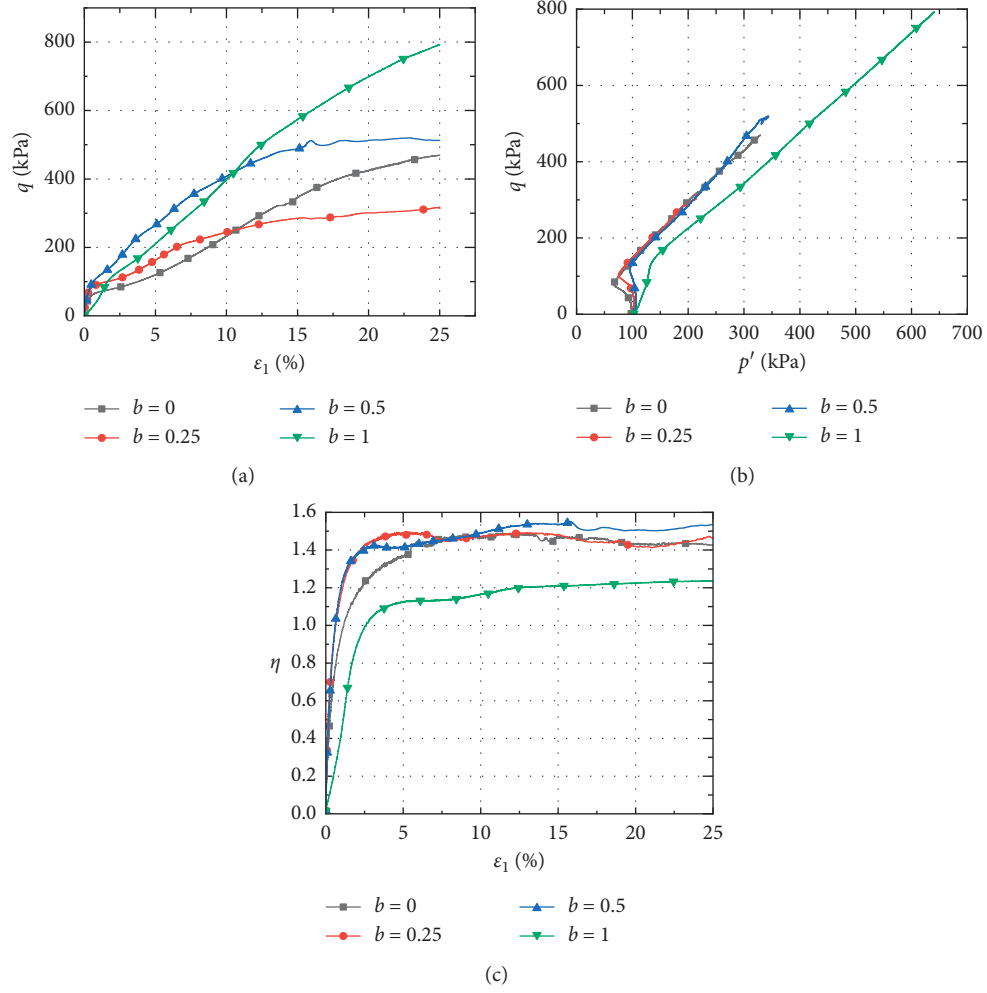 800
600
400
200
0
q (kPa)
0 5 10 15 20 25
ε1 (%)
b = 0
b = 0.5
b = 0.25
b = 1
(a)
800
600
400
200
0
q (kPa)
0 100 200 300 400 500 600 700
p′ (kPa)
b = 0
b = 0.5
b = 0.25
b = 1
(b)
1.6
1.4
1.2
1.0
0.8
0.6
0.4
0.2
0.0
η
0 5 10 15 20 25
ε1 (%)
b = 0
b = 0.5
b = 0.25
b = 1
(c)